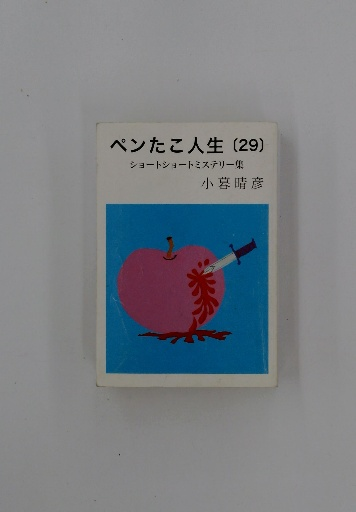 ペンたこ人生〔29〕
ショートショートミステリー集
小暮晴彦